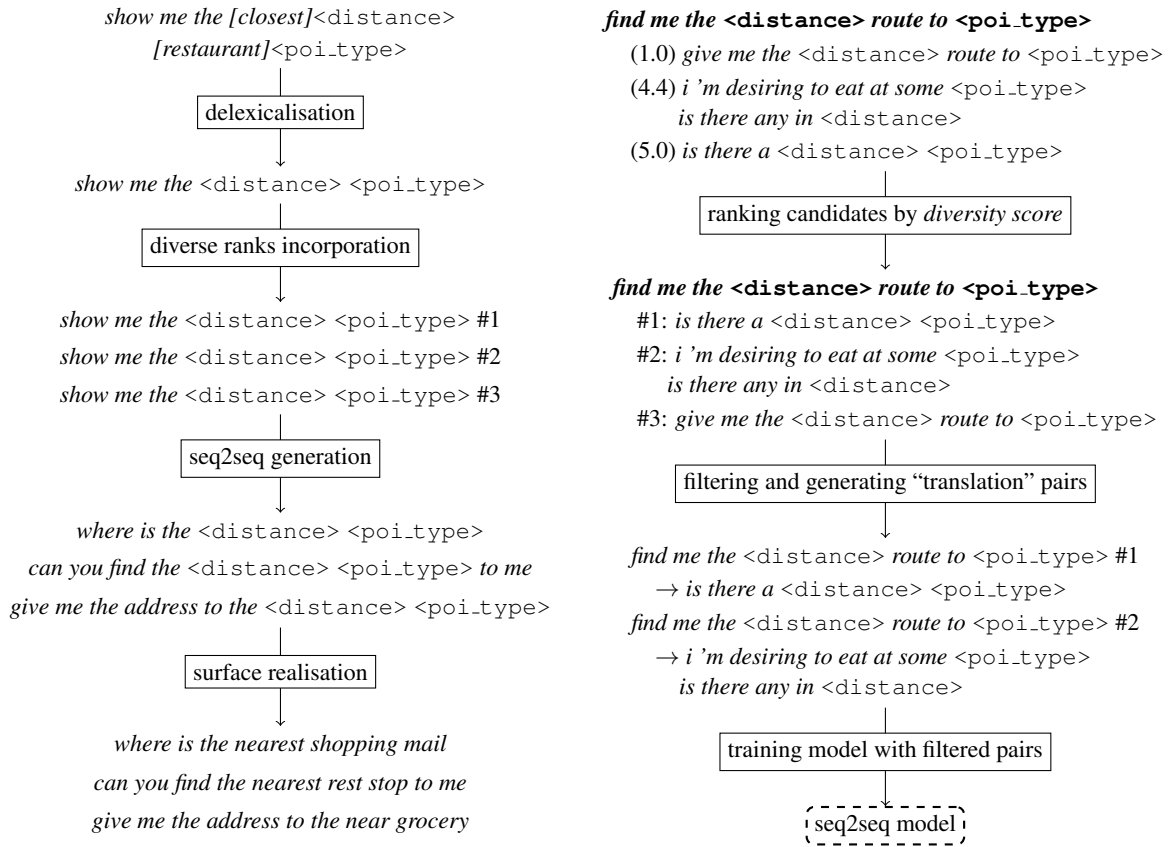 show me the [closest]<distance>
[restaurant]<poi_type>
delexicalisation
show me the <distance> <poi_type>
diverse ranks incorporation
show me the <distance> <poi_type> #1
show me the <distance> <poi_type> #2
show me the <distance> <poi_type> #3
seq2seq generation
where is the <distance> <poi_type>
can you find the <distance> <poi_type> to me
give me the address to the <distance> <poi_type>
surface realisation
where is the nearest shopping mail
can you find the nearest rest stop to me
give me the address to the near grocery
find me the <distance> route to <poi_type>
(1.0) give me the <distance> route to <poi_type>
(4.4) i 'm desiring to eat at some <poi_type>
is there any in <distance>
(5.0) is there a <distance> <poi_type>
ranking candidates by diversity score
find me the <distance> route to <poi_type>
#1: is there a <distance> <poi_type>
#2: i 'm desiring to eat at some <poi_type>
is there any in <distance>
#3: give me the <distance> route to <poi_type>
filtering and generating “translation” pairs
find me the <distance> route to <poi_type> #1
→ is there a <distance> <poi_type>
find me the <distance> route to <poi_type> #2
→ i 'm desiring to eat at some <poi_type>
is there any in <distance>
training model with filtered pairs
seq2seq model